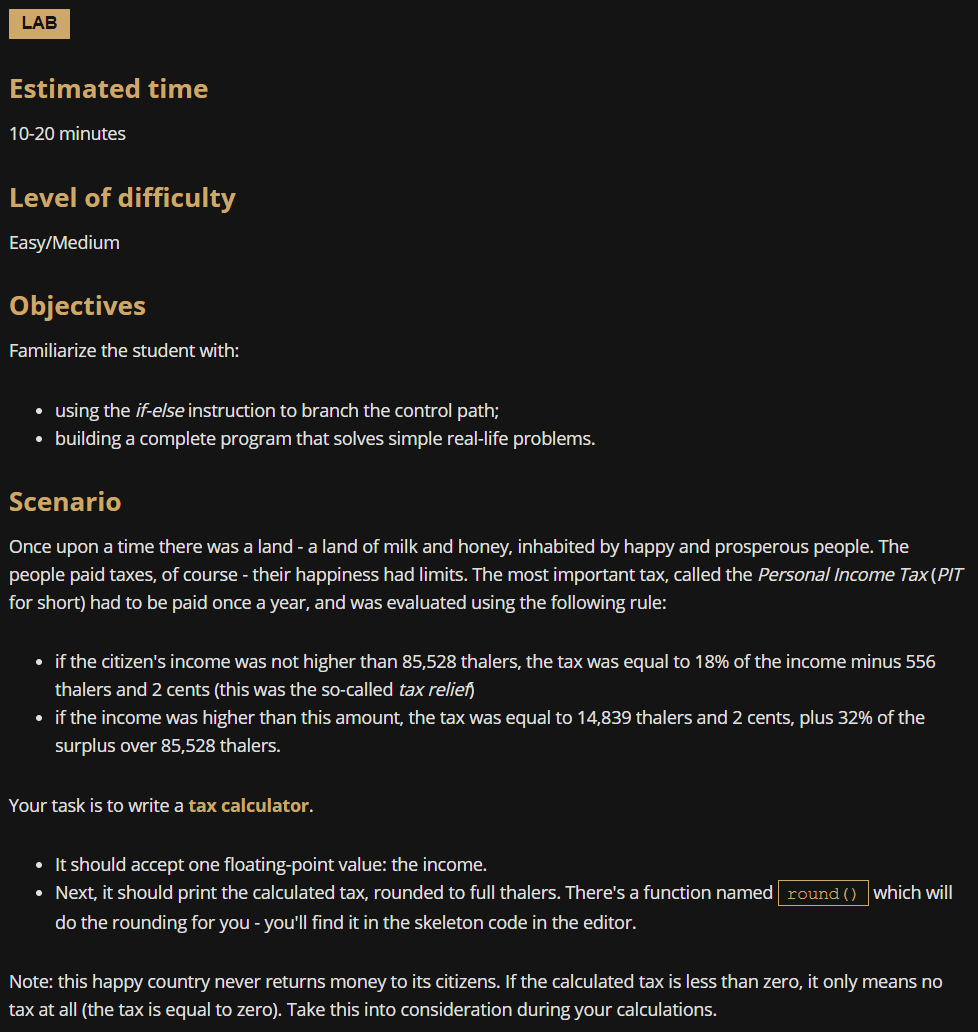 LAB
Estimated time
10-20 minutes
Level of difficulty
Easy/Medium
Objectives
Familiarize the student with:
• using the if-else instruction to branch the control path;
• building a complete program that solves simple real-life problems.
Scenario
Once upon a time there was a land - a land of milk and honey, inhabited by happy and prosperous people. The
people paid taxes, of course - their happiness had limits. The most important tax, called the Personal Income Tax (PIT
for short) had to be paid once a year, and was evaluated using the following rule:
• if the citizen's income was not higher than 85,528 thalers, the tax was equal to 18% of the income minus 556
thalers and 2 cents (this was the so-called tax relief)
• if the income was higher than this amount, the tax was equal to 14,839 thalers and 2 cents, plus 32% of the
surplus over 85,528 thalers.
Your task is to write a tax calculator.
• It should accept one floating-point value: the income.
• Next, it should print the calculated tax, rounded to full thalers. There's a function named round() which will
do the rounding for you - you'll find it in the skeleton code in the editor.
Note: this happy country never returns money to its citizens. If the calculated tax is less than zero, it only means no
tax at all (the tax is equal to zero). Take this into consideration during your calculations.